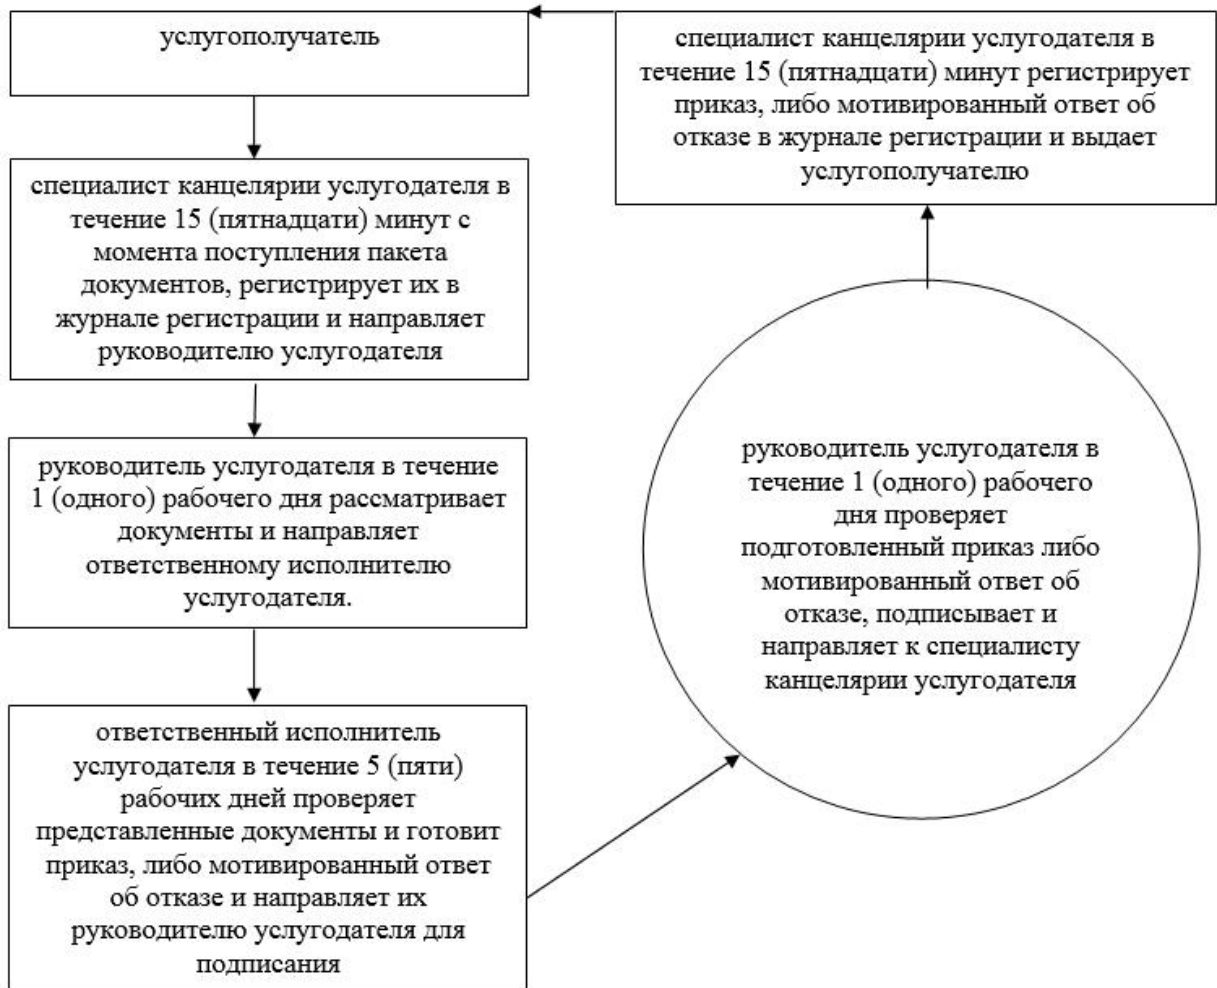 услугополучатель
специалист канцелярии услугодателя в
течение 15 (пятнадцати) минут с
момента поступления пакета
документов, регистрирует их в
журнале регистрации и направляет
руководителю услугодателя
руководитель услугодателя в течение
1 (одного) рабочего дня рассматривает
документы и направляет
ответственному исполнителю
услугодателя.
ответственный исполнитель
услугодателя в течение 5 (пяти)
рабочих дней проверяет
представленные документы и готовит
приказ, либо мотивированный ответ
об отказе и направляет их
руководителю услугодателя для
подписания
руководитель услугодателя в
течение 1 (одного) рабочего
дня проверяет
подготовленный приказ либо
мотивированный ответ об
отказе, подписывает и
направляет к специалисту
канцелярии услугодателя
специалист канцелярии услугодателя в
течение 15 (пятнадцати) минут регистрирует
приказ, либо мотивированный ответ об
отказе в журнале регистрации и выдает
услугополучателю